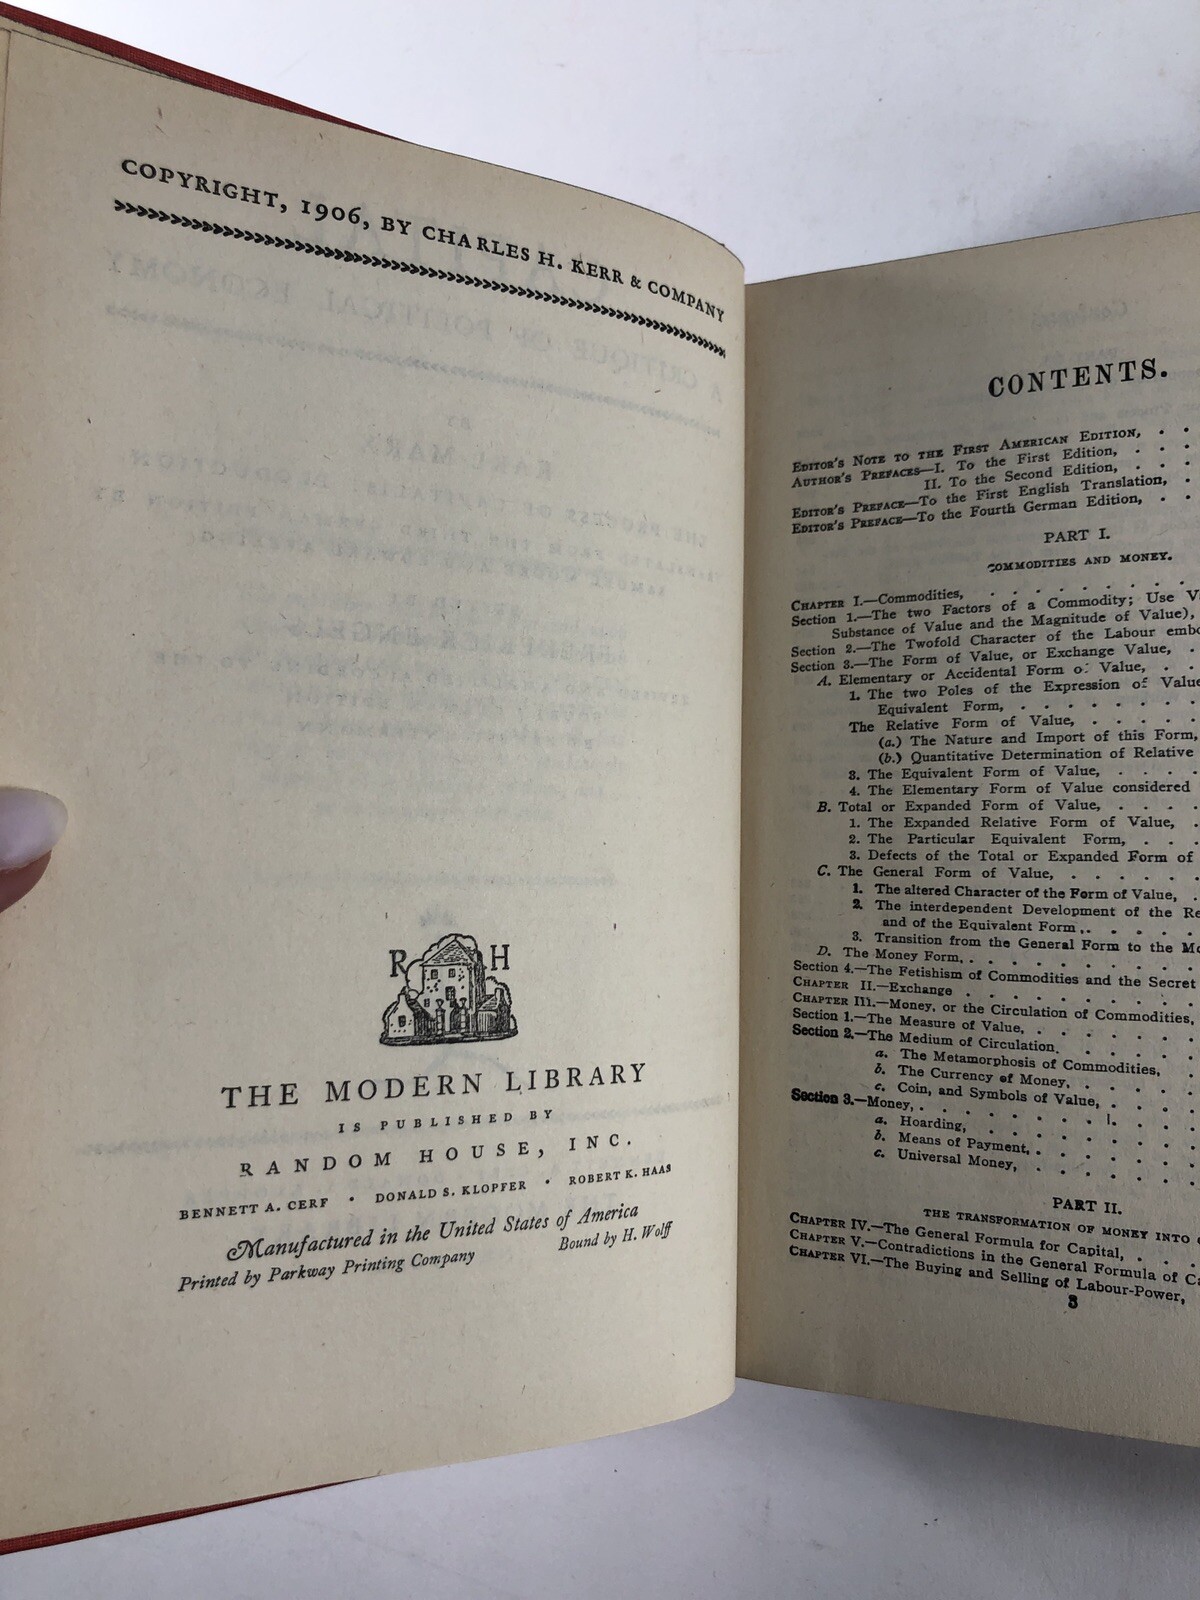 COPYRIGHT, 1906, BY CHARLES H. KERR & COMPANY
R H
THE MODERN LIBRARY
IS PUBLISHED BY
RANDOM HOUSE, INC.
BENNETT A. CERF · DONALD S. KLOPFER · ROBERT K. HAAS
Manufactured in the United States of America
Printed by Parkway Printing Company Bound by H. Wolff
CONTENTS.
EDITOR'S NOTE TO THE FIRST AMERICAN EDITION, . .
AUTHOR'S PREFACES—I. To the First Edition, . . .
II. To the Second Edition, . . .
EDITOR'S PREFACE—To the First English Translation, .
EDITOR'S PREFACE—To the Fourth German Edition, . .
PART I.
COMMODITIES AND MONEY.
CHAPTER I.—Commodities, . . . . . .
Section 1.—The two Factors of a Commodity; Use V
Substance of Value and the Magnitude of Value),
Section 2.—The Twofold Character of the Labour embo
Section 3.—The Form of Value, or Exchange Value, .
A. Elementary or Accidental Form of Value, . .
1. The two Poles of the Expression of Value
Equivalent Form, . . . . . . .
The Relative Form of Value, . . . . .
(a.) The Nature and Import of this Form,
(b.) Quantitative Determination of Relative
3. The Equivalent Form of Value, . . . .
4. The Elementary Form of Value considered
B. Total or Expanded Form of Value, . . . .
1. The Expanded Relative Form of Value, .
2. The Particular Equivalent Form, . . .
3. Defects of the Total or Expanded Form of
C. The General Form of Value, . . . . . .
1. The altered Character of the Form of Value, .
2. The interdependent Development of the Re
and of the Equivalent Form, . . . . .
3. Transition from the General Form to the Mo
D. The Money Form, . . . . . . . . .
Section 4.—The Fetishism of Commodities and the Secret
CHAPTER II.—Exchange . . . . . . . .
CHAPTER III.—Money, or the Circulation of Commodities,
Section 1.—The Measure of Value, . . . . . .
Section 2.—The Medium of Circulation. . . . . .
a. The Metamorphosis of Commodities, .
b. The Currency of Money, . . . . .
c. Coin, and Symbols of Value, . . . .
Section 3.—Money, . . . . . . . . .
a. Hoarding, . . . . . . . .
b. Means of Payment, . . . . . .
c. Universal Money, . . . . . .
PART II.
THE TRANSFORMATION OF MONEY INTO
CHAPTER IV.—The General Formula for Capital, . . .
CHAPTER V.—Contradictions in the General Formula of Ca
CHAPTER VI.—The Buying and Selling of Labour-Power,
3